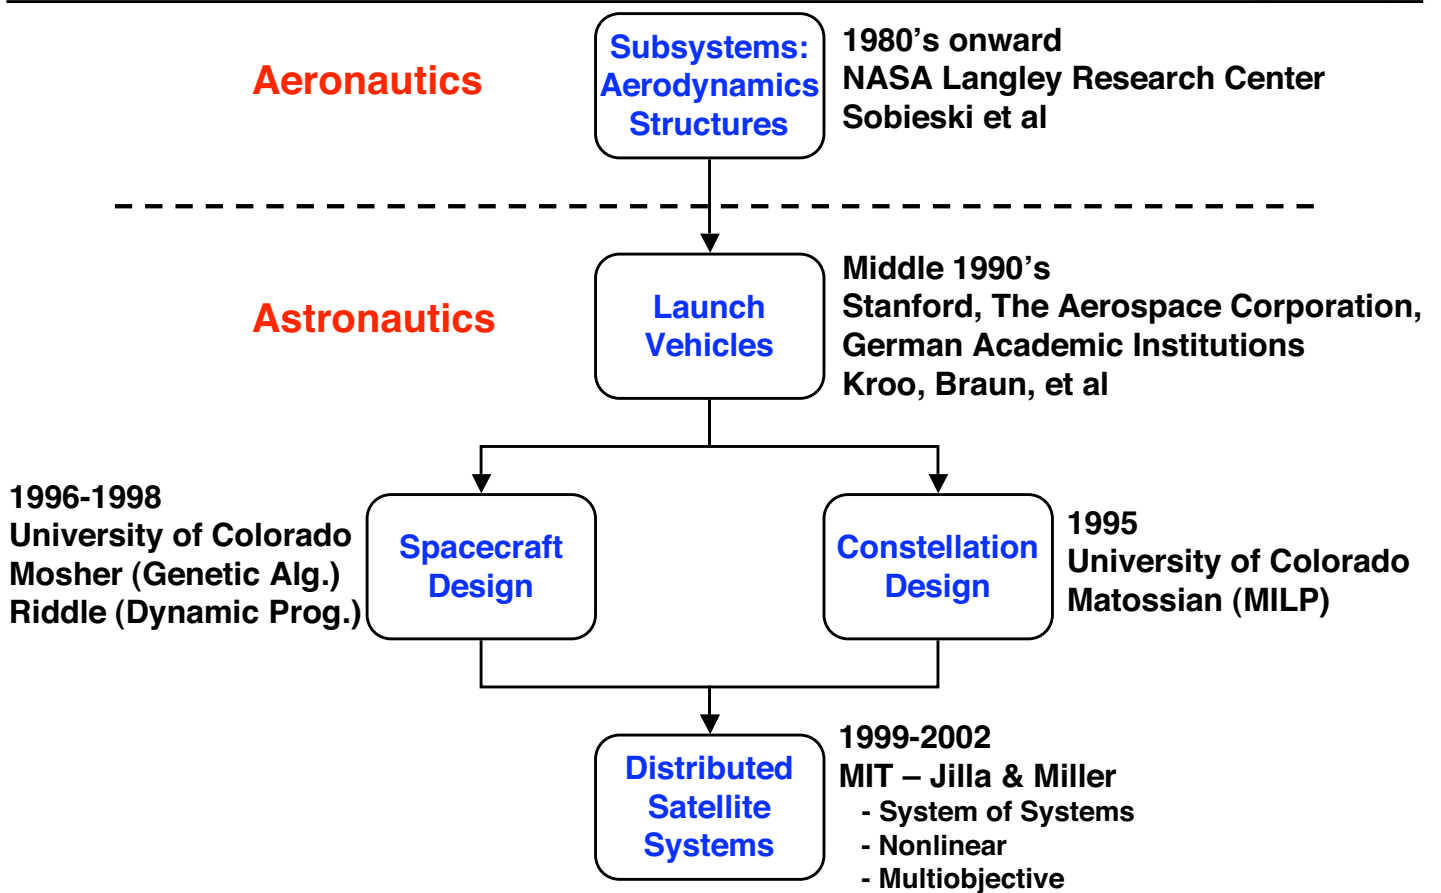 Aeronautics
Subsystems:
Aerodynamics
Structures
1980’s onward
NASA Langley Research Center
Sobieski et al
Astronautics
Launch
Vehicles
Middle 1990’s
Stanford, The Aerospace Corporation,
German Academic Institutions
Kroo, Braun, et al
1996-1998
University of Colorado
Mosher (Genetic Alg.)
Riddle (Dynamic Prog.)
Spacecraft
Design
Constellation
Design
1995
University of Colorado
Matossian (MILP)
Distributed
Satellite
Systems
1999-2002
MIT – Jilla & Miller
- System of Systems
- Nonlinear
- Multiobjective